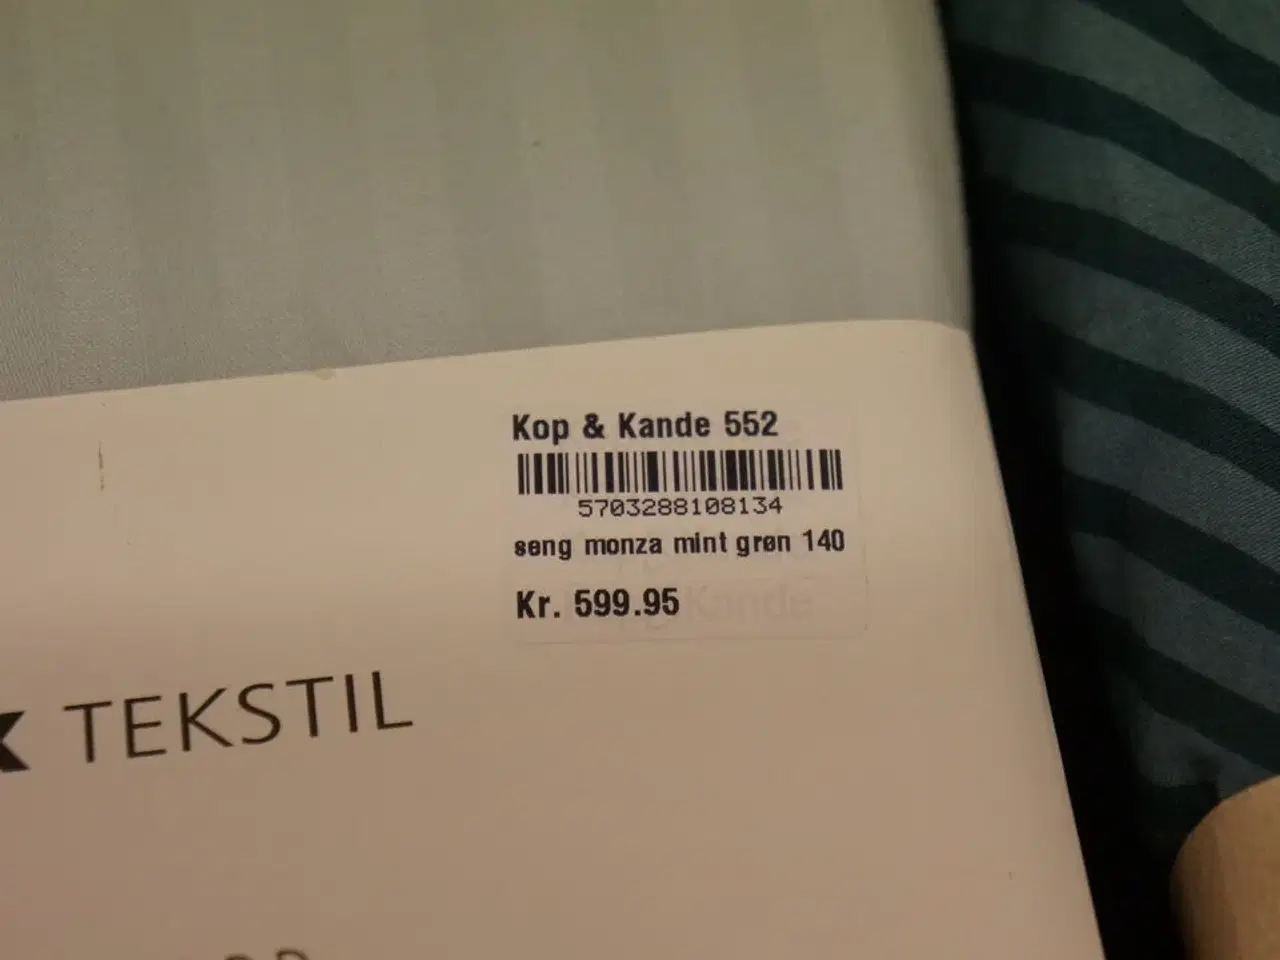 Kop & Kande 552
5703288108134
seng monza mint grøn 140
Kr. 599.95
TEKSTIL